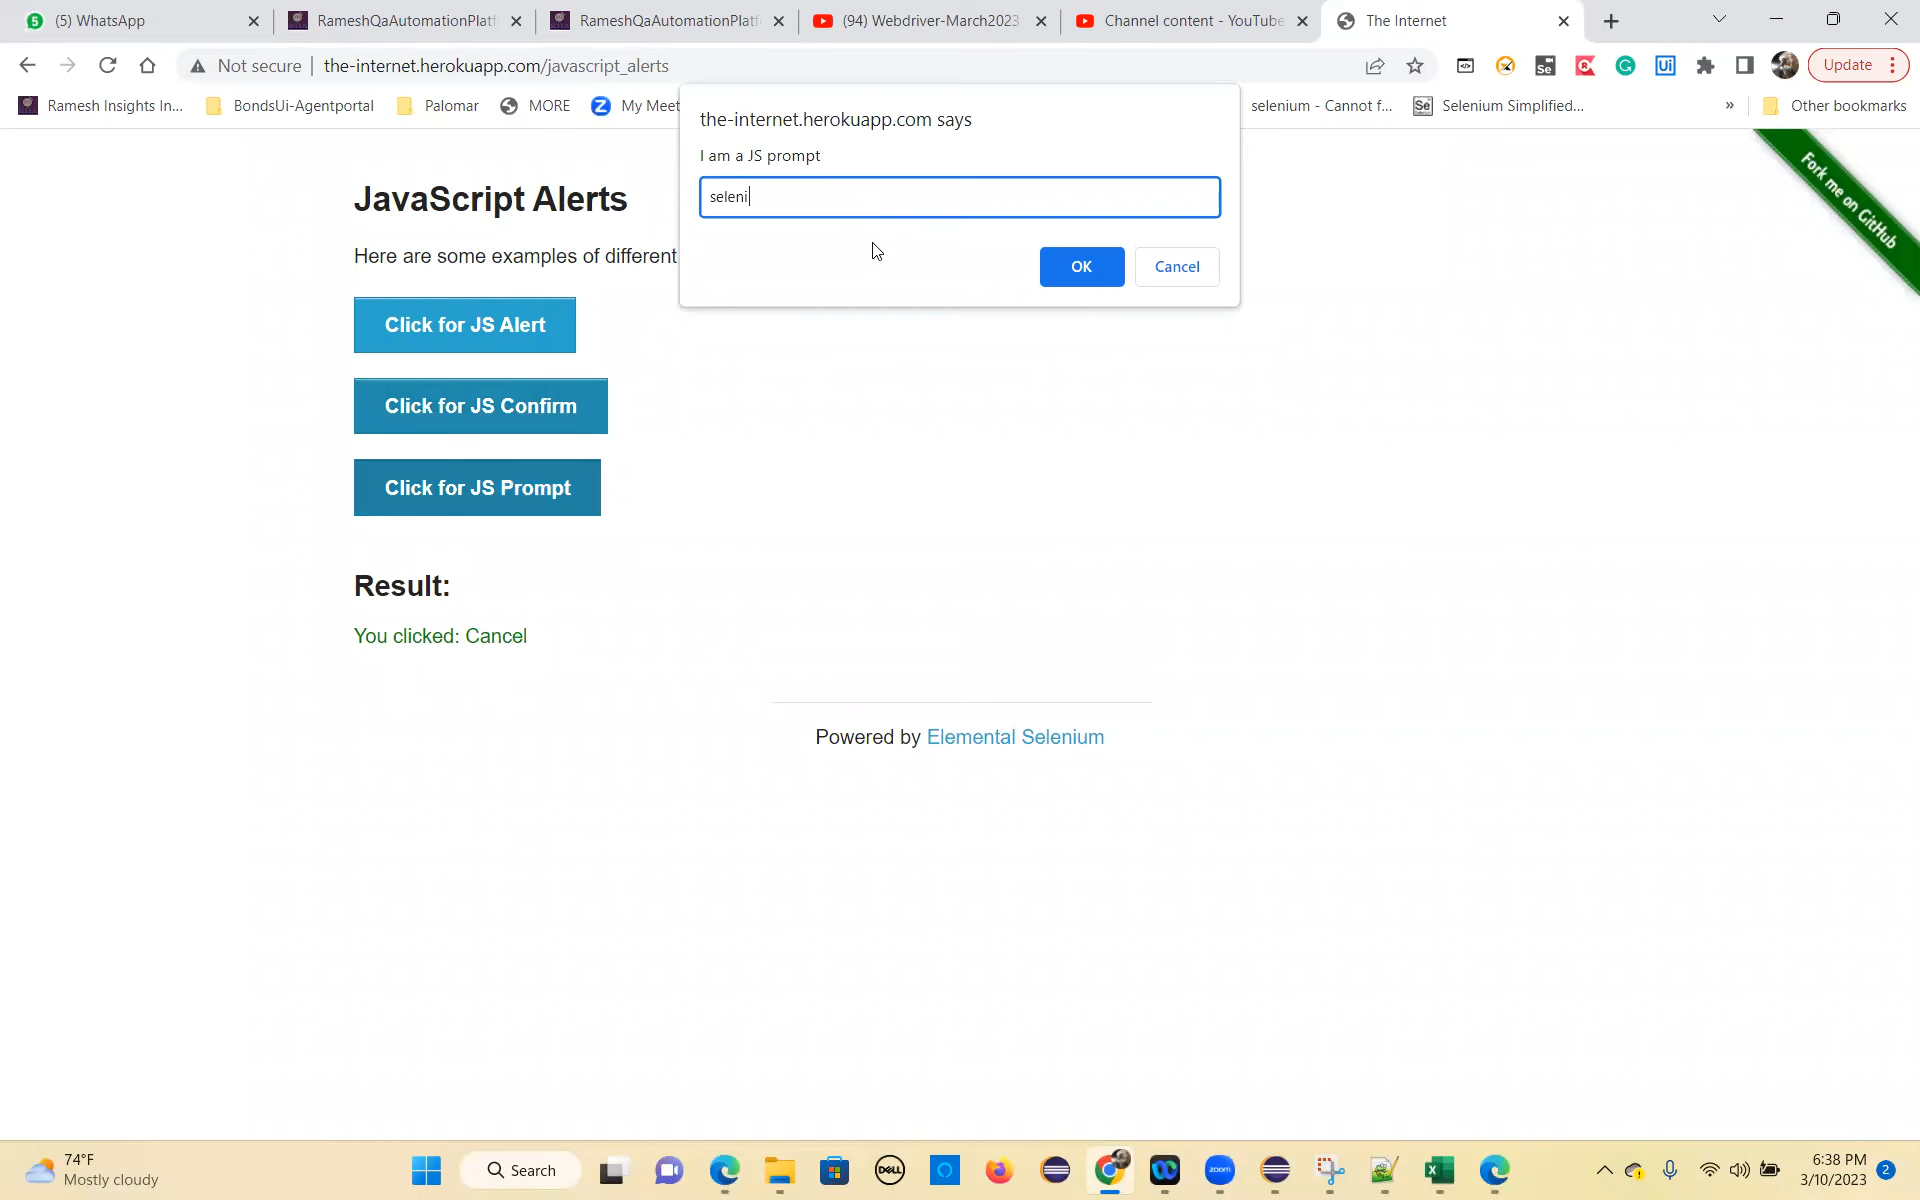 (5) WhatsApp
RameshQaAutomationPlat
RameshQaAutomationPlatf
(94) Webdriver-March2023
Channel content - YouTube
The Internet
Not secure
the-internet.herokuapp.com/javascript_alerts
Update
Ramesh Insights In...
BondsUi-Agentportal
Palomar
MORE
My Meet
selenium - Cannot f...
Selenium Simplified...
»
Other bookmarks
the-internet.herokuapp.com says
I am a JS prompt
seleni
OK
Cancel
Fork me on GitHub
JavaScript Alerts
Here are some examples of different
Click for JS Alert
Click for JS Confirm
Click for JS Prompt
Result:
You clicked: Cancel
Powered by Elemental Selenium
74°F
Mostly cloudy
Search
DELL
zoom
6:38 PM
3/10/2023
2